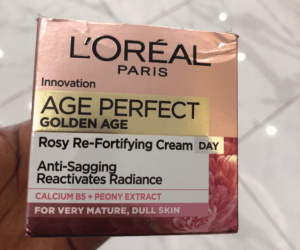 L'ORÉAL
PARIS
Innovation
AGE PERFECT
GOLDEN AGE
Rosy Re-Fortifying Cream DAY
Anti-Sagging
Reactivates Radiance
CALCIUM B5 + PEONY EXTRACT
FOR VERY MATURE, DULL SKIN